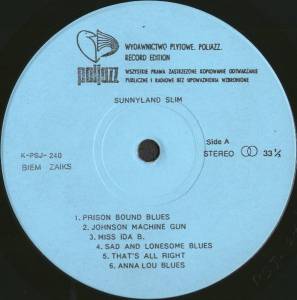 WYDAWNICTWO PŁYTOWE. POLJAZZ.
RECORD EDITION
poljazz
WSZYSTKIE PRAWA ZASTRZEŻONE KOPIOWANIE ODTWARZANIE
PUBLICZNE I RADIOWE BEZ UPOWAŻNIENIA WZBRONIONE
SUNNYLAND SLIM
K-PSJ-240
BIEM ZAIKS
Side A
STEREO 33⅓
1. PRISON BOUND BLUES
2. JOHNSON MACHINE GUN
3. MISS IDA B.
4. SAD AND LONESOME BLUES
5. THAT'S ALL RIGHT
6. ANNA LOU BLUES